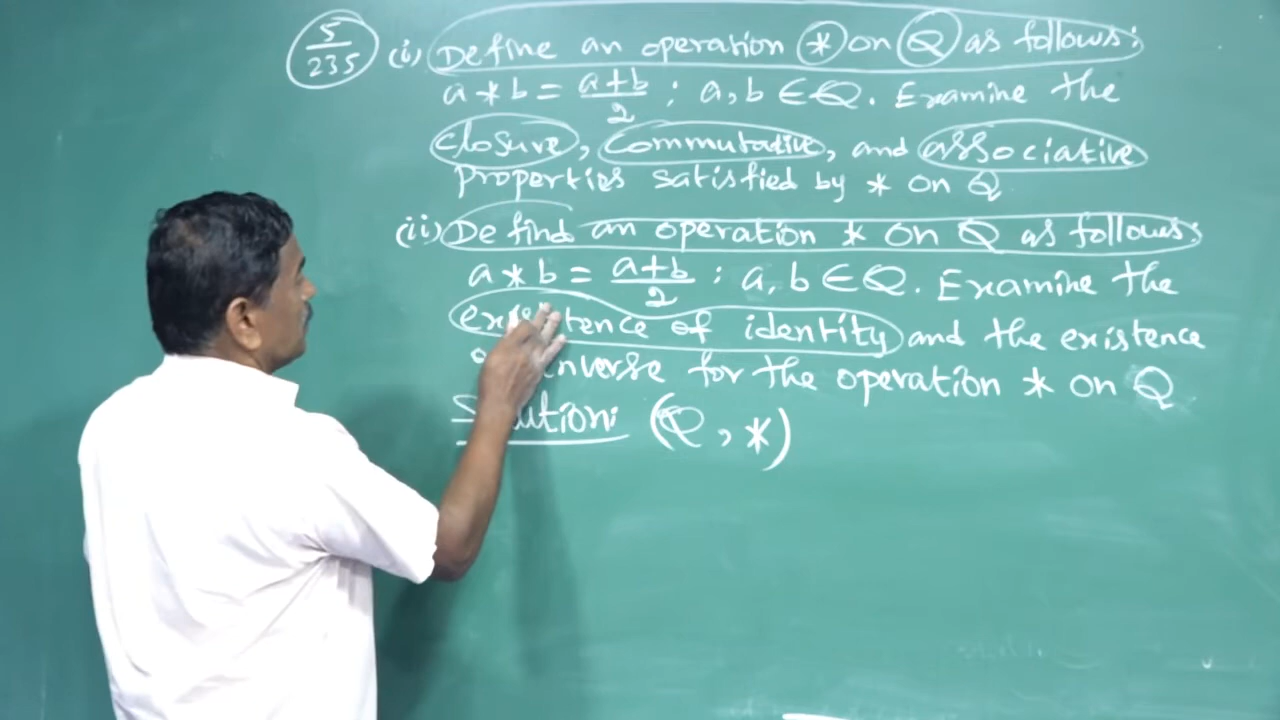 5/235 (i) Define an operation * on Q as follows:
a * b = a+b/2 ; a, b ∈ Q. Examine the
closure, commutative, and associative
properties satisfied by * on Q
(ii) Define an operation * on Q as follows:
a * b = a+b/2 : a, b ∈ Q. Examine the
existence of identity and the existence
inverse for the operation * on Q
Solution: (Q, *)